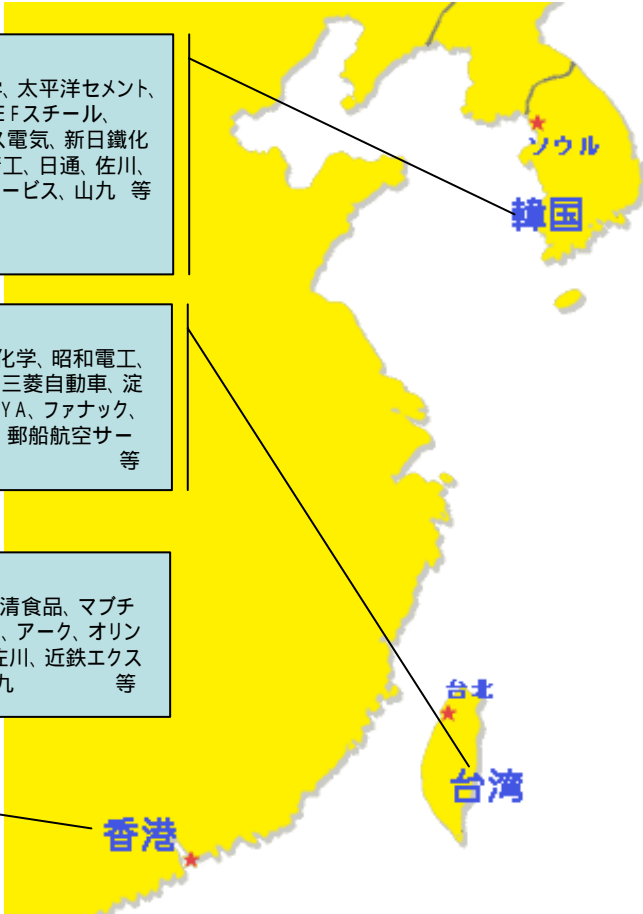 、太平洋セメント、
EFスチール、
ス電気、新日鐵化
工、日通、佐川、
ービス、山九 等
化学、昭和電工、
三菱自動車、淀
YA、ファナック、
郵船航空サー
等
清食品、マブチ
、アーク、オリン
佐川、近鉄エクス
九 等
ソウル
韓国
台北
台湾
香港